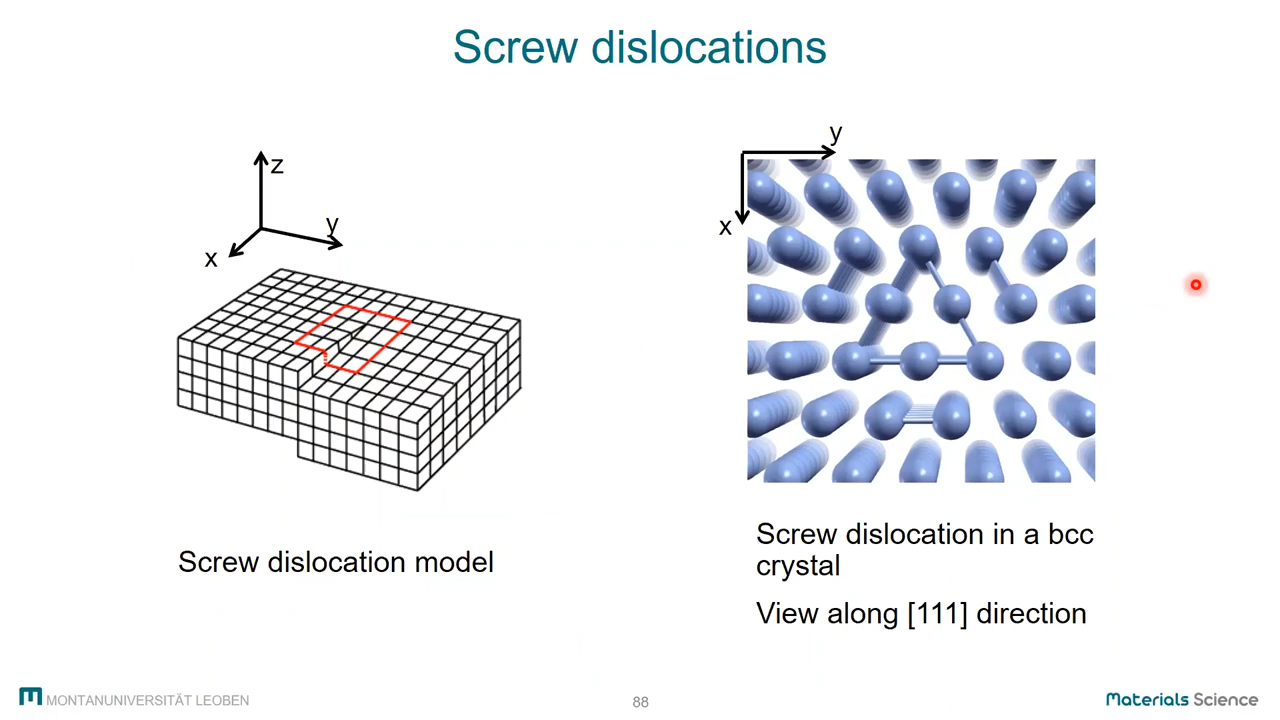 Screw dislocations
z
y
x
y
x
Screw dislocation model
Screw dislocation in a bcc
crystal
View along [111] direction
MONTANUNIVERSITÄT LEOBEN
88
Materials Science